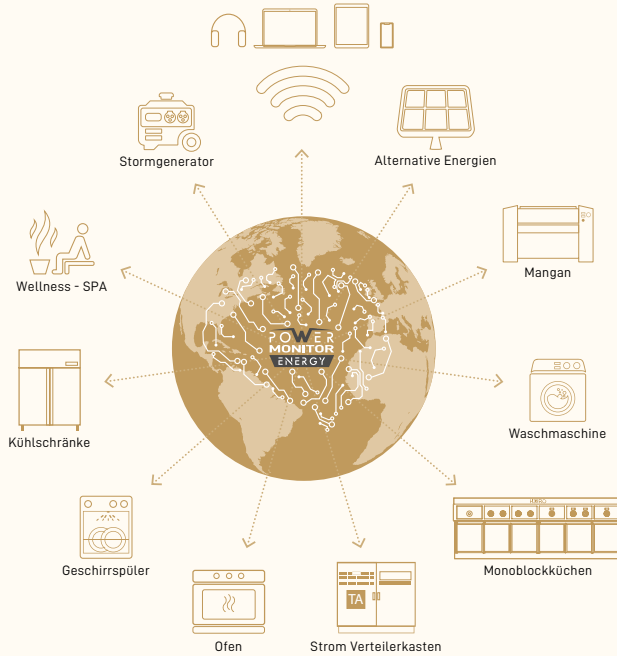 Stormgenerator
Alternative Energien
Wellness - SPA
Mangan
POWER
MONITOR
ENERGY
Kühlschränke
Waschmaschine
Geschirrspüler
Monoblockküchen
TA
Ofen
Strom Verteilerkasten